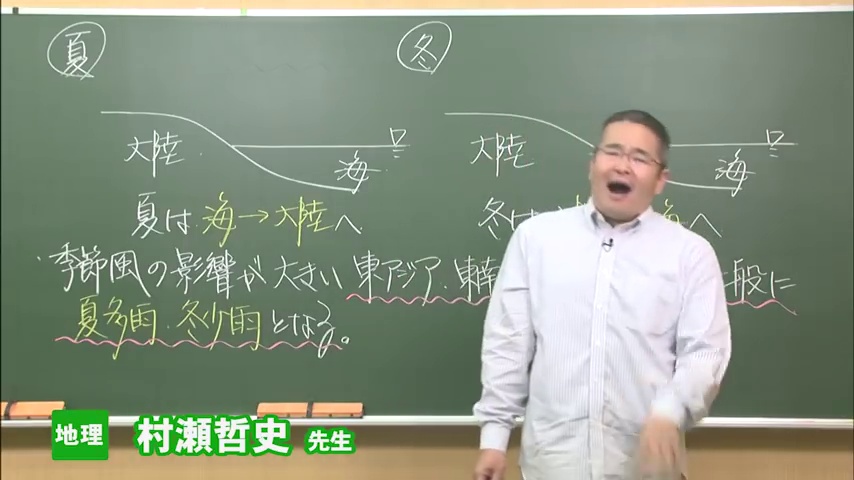 夏 冬
大陸 海 大陸 海
夏は 海→大陸へ 冬は 海へ
・季節風の影響が大きい 東アジア・東南 一般に
夏多雨・冬少雨となる。
地理 村瀬哲史 先生